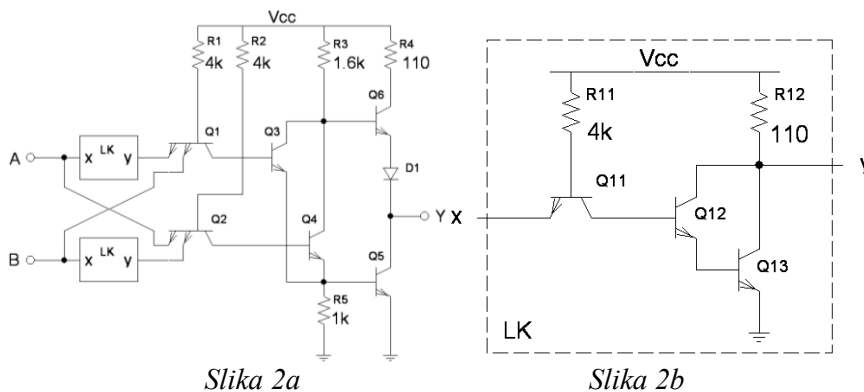 Vcc
R1
4k
R2
4k
R3
1.6k
R4
110
Q6
Q1
Q3
A
x LK y
D1
Q4
Q2
Y
B
x LK y
Q5
R5
1k
Slika 2a
Vcc
R11
4k
R12
110
Q11
y
X
Q12
Q13
LK
Slika 2b